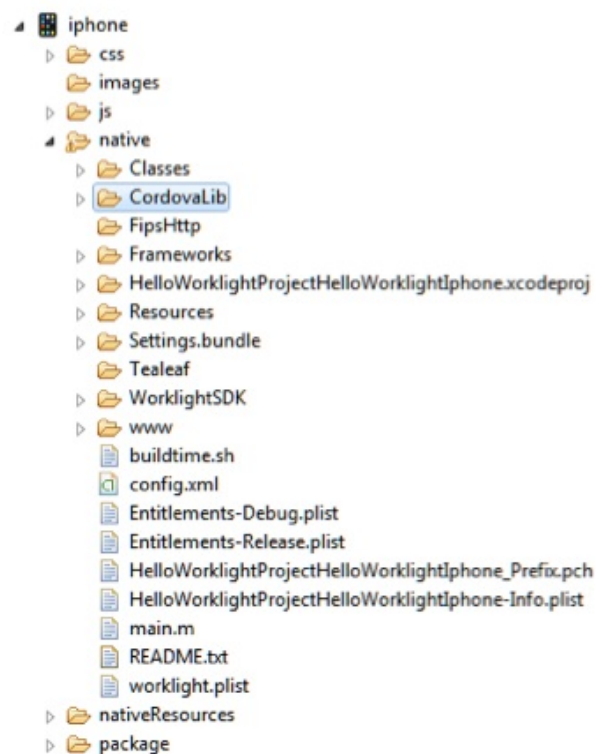 iphone
css
images
js
native
Classes
CordovaLib
FipsHttp
Frameworks
HelloWorklightProjectHelloWorklightIphone.xcodeproj
Resources
Settings.bundle
Tealeaf
WorklightSDK
www
buildtime.sh
config.xml
Entitlements-Debug.plist
Entitlements-Release.plist
HelloWorklightProjectHelloWorklightIphone_Prefix.pch
HelloWorklightProjectHelloWorklightIphone-Info.plist
main.m
README.txt
worklight.plist
nativeResources
package